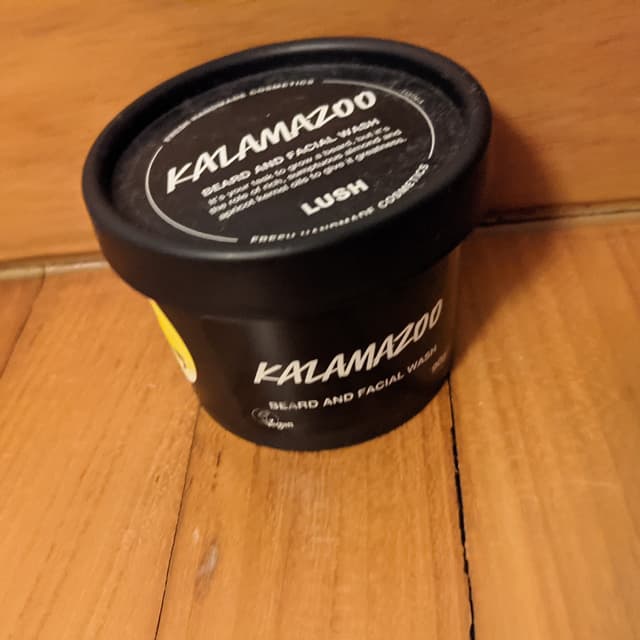 FRESH HANDMADE COSMETICS
KALAMAZOO
BEARD AND FACIAL WASH
It's your task to grow a beard, but it's
the role of rich, sumptuous almond and
apricot kernel oils to give it greatness.
LUSH
FRESH HANDMADE COSMETICS
KALAMAZOO
BEARD AND FACIAL WASH
Vegan